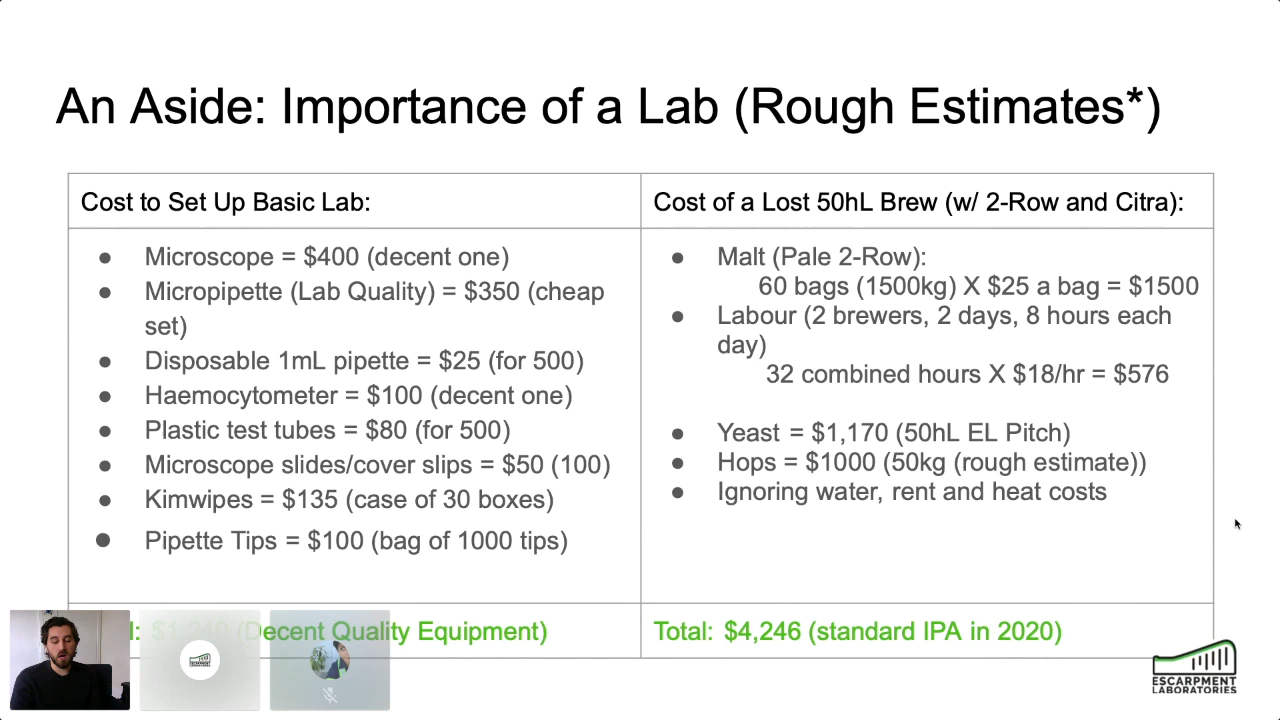 An Aside: Importance of a Lab (Rough Estimates*)
Cost to Set Up Basic Lab:
● Microscope = $400 (decent one)
● Micropipette (Lab Quality) = $350 (cheap
set)
● Disposable 1mL pipette = $25 (for 500)
● Haemocytometer = $100 (decent one)
● Plastic test tubes = $80 (for 500)
● Microscope slides/cover slips = $50 (100)
● Kimwipes = $135 (case of 30 boxes)
● Pipette Tips = $100 (bag of 1000 tips)
(Decent Quality Equipment)
Cost of a Lost 50hL Brew (w/ 2-Row and Citra):
● Malt (Pale 2-Row):
60 bags (1500kg) X $25 a bag = $1500
● Labour (2 brewers, 2 days, 8 hours each
day)
32 combined hours X $18/hr = $576
● Yeast = $1,170 (50hL EL Pitch)
● Hops = $1000 (50kg (rough estimate))
● Ignoring water, rent and heat costs
Total: $4,246 (standard IPA in 2020)
ESCARPMENT
LABORATORIES